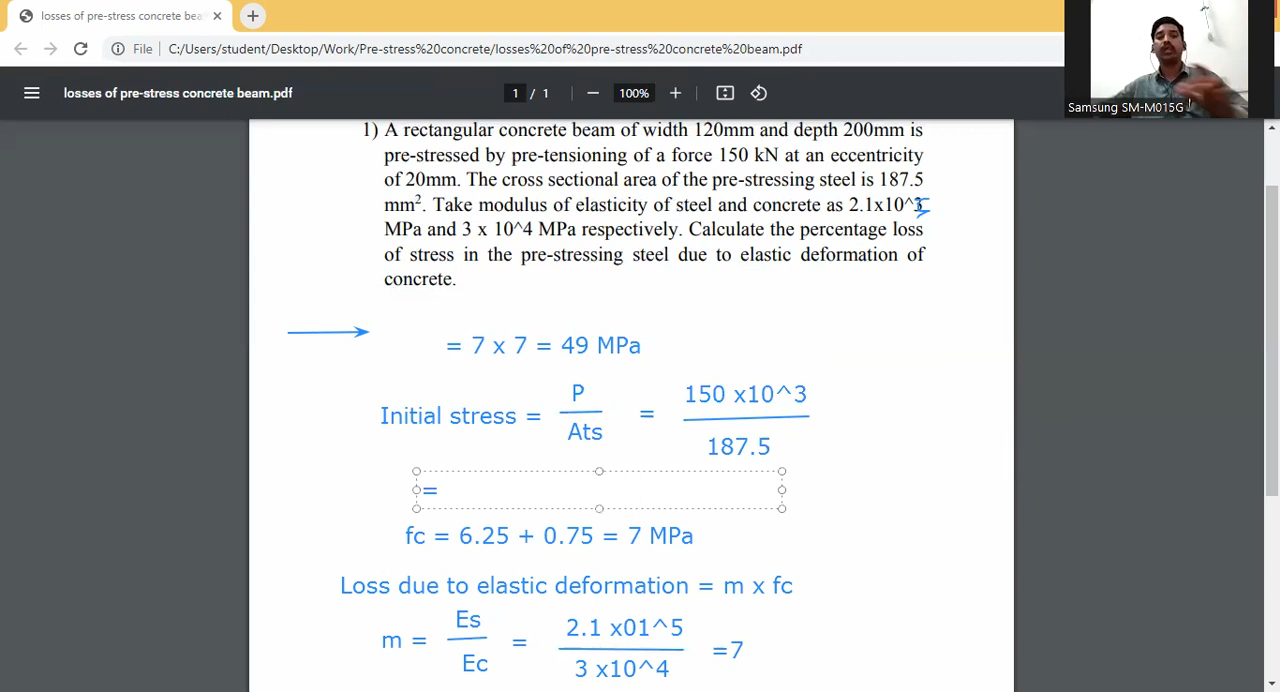 losses of pre-stress concrete bea
File C:/Users/student/Desktop/Work/Pre-stress%20concrete/losses%20of%20pre-stress%20concrete%20beam.pdf
losses of pre-stress concrete beam.pdf
1 / 1
100%
Samsung SM-M015G
1) A rectangular concrete beam of width 120mm and depth 200mm is
pre-stressed by pre-tensioning of a force 150 kN at an eccentricity
of 20mm. The cross sectional area of the pre-stressing steel is 187.5
mm². Take modulus of elasticity of steel and concrete as 2.1x10^5
MPa and 3 x 10^4 MPa respectively. Calculate the percentage loss
of stress in the pre-stressing steel due to elastic deformation of
concrete.
= 7 x 7 = 49 MPa
Initial stress = P / Ats = 150 x10^3 / 187.5
=
fc = 6.25 + 0.75 = 7 MPa
Loss due to elastic deformation = m x fc
m = Es / Ec = 2.1 x01^5 / 3 x10^4 =7